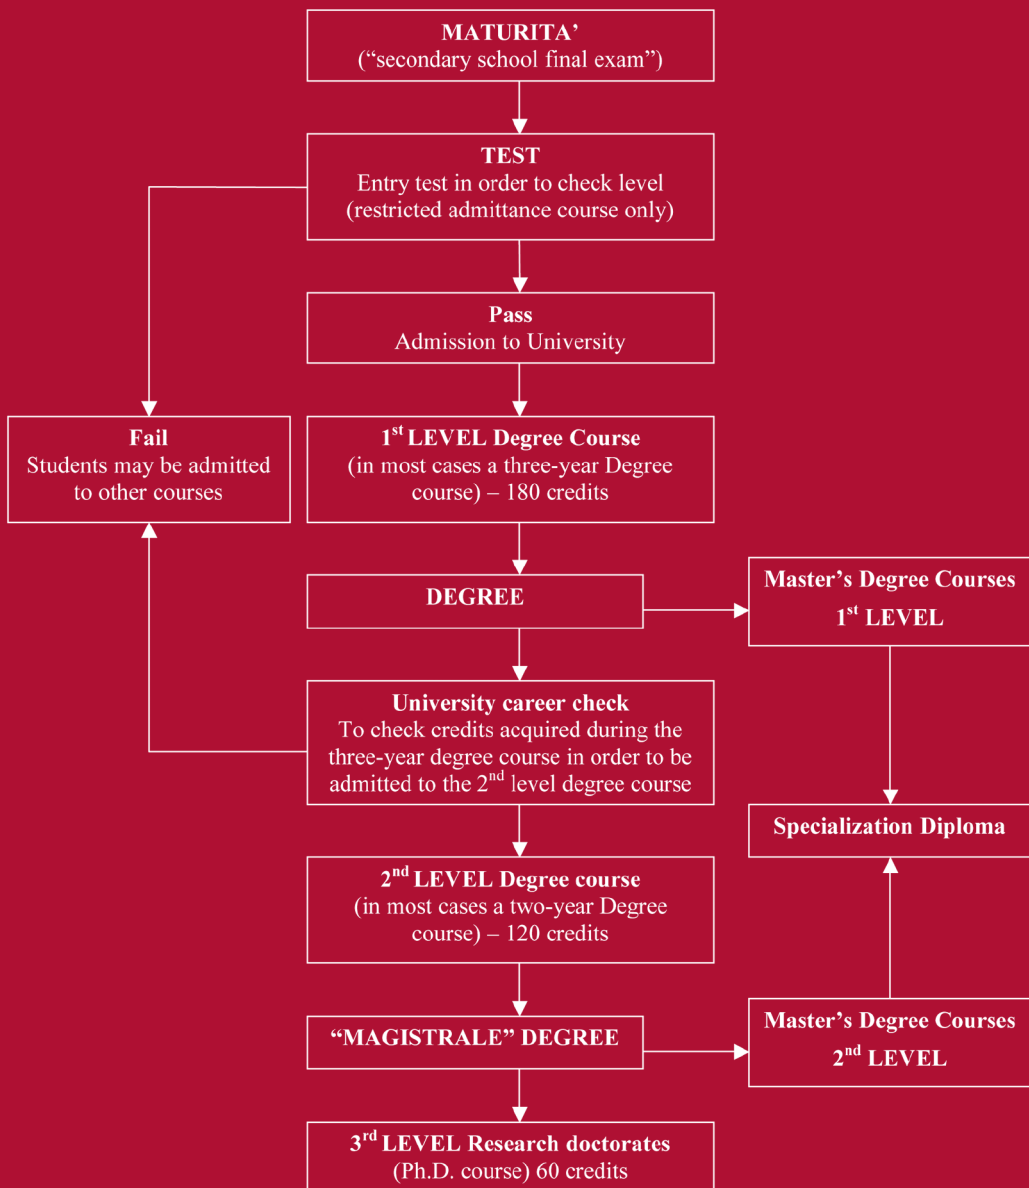 MATURITA’
(“secondary school final exam”)
TEST
Entry test in order to check level
(restricted admittance course only)
Pass
Admission to University
Fail
Students may be admitted
to other courses
1st LEVEL Degree Course
(in most cases a three-year Degree
course) – 180 credits
DEGREE
Master’s Degree Courses
1st LEVEL
University career check
To check credits acquired during the
three-year degree course in order to be
admitted to the 2nd level degree course
Specialization Diploma
2nd LEVEL Degree course
(in most cases a two-year Degree
course) – 120 credits
“MAGISTRALE” DEGREE
Master’s Degree Courses
2nd LEVEL
3rd LEVEL Research doctorates
(Ph.D. course) 60 credits